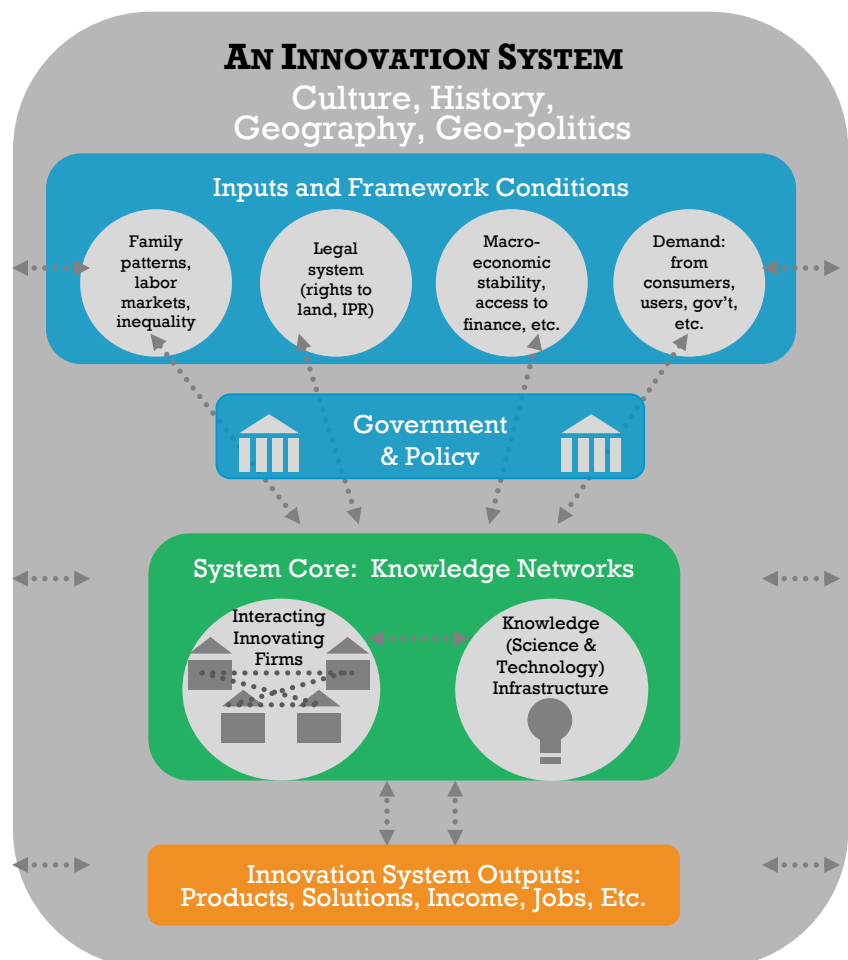 AN INNOVATION SYSTEM
Culture, History,
Geography, Geo-politics
Inputs and Framework Conditions
Family
patterns,
labor
markets,
inequality
Legal
system
(rights to
land, IPR)
Macro-
economic
stability,
access to
finance, etc.
Demand:
from
consumers,
users, gov't,
etc.
Government
& Policy
System Core: Knowledge Networks
Interacting
Innovating
Firms
Knowledge
(Science &
Technology)
Infrastructure
Innovation System Outputs:
Products, Solutions, Income, Jobs, Etc.